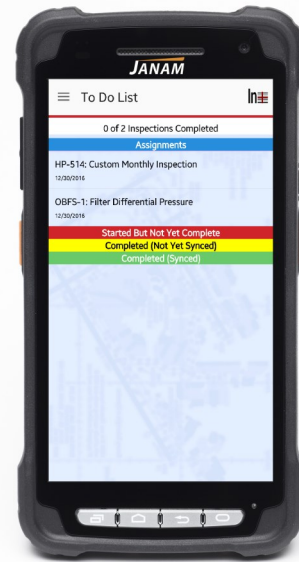 JANAM
To Do List
In
0 of 2 Inspections Completed
Assignments
HP-514: Custom Monthly Inspection
12/30/2016
OBFS-1: Filter Differential Pressure
12/30/2016
Started But Not Yet Complete
Completed (Not Yet Synced)
Completed (Synced)